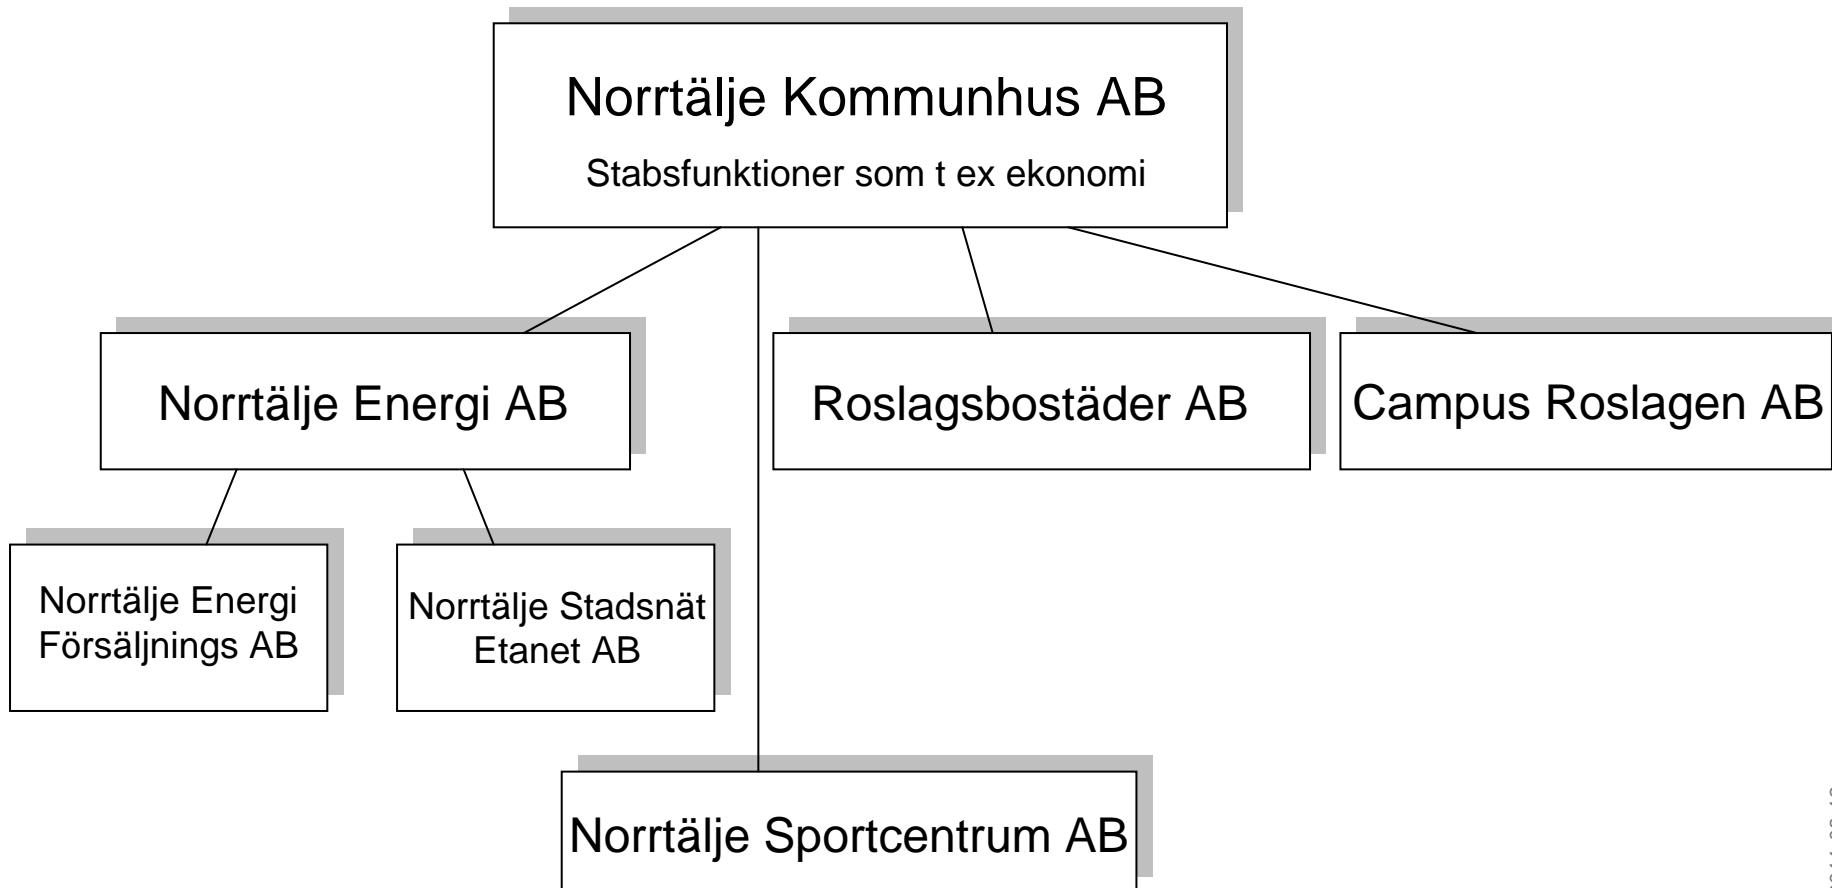 Norrtälje Kommunhus AB
Stabsfunktioner som t ex ekonomi
Norrtälje Energi AB
Roslagsbostäder AB
Campus Roslagen AB
Norrtälje Energi
Försäljnings AB
Norrtälje Stadsnät
Etanet AB
Norrtälje Sportcentrum AB